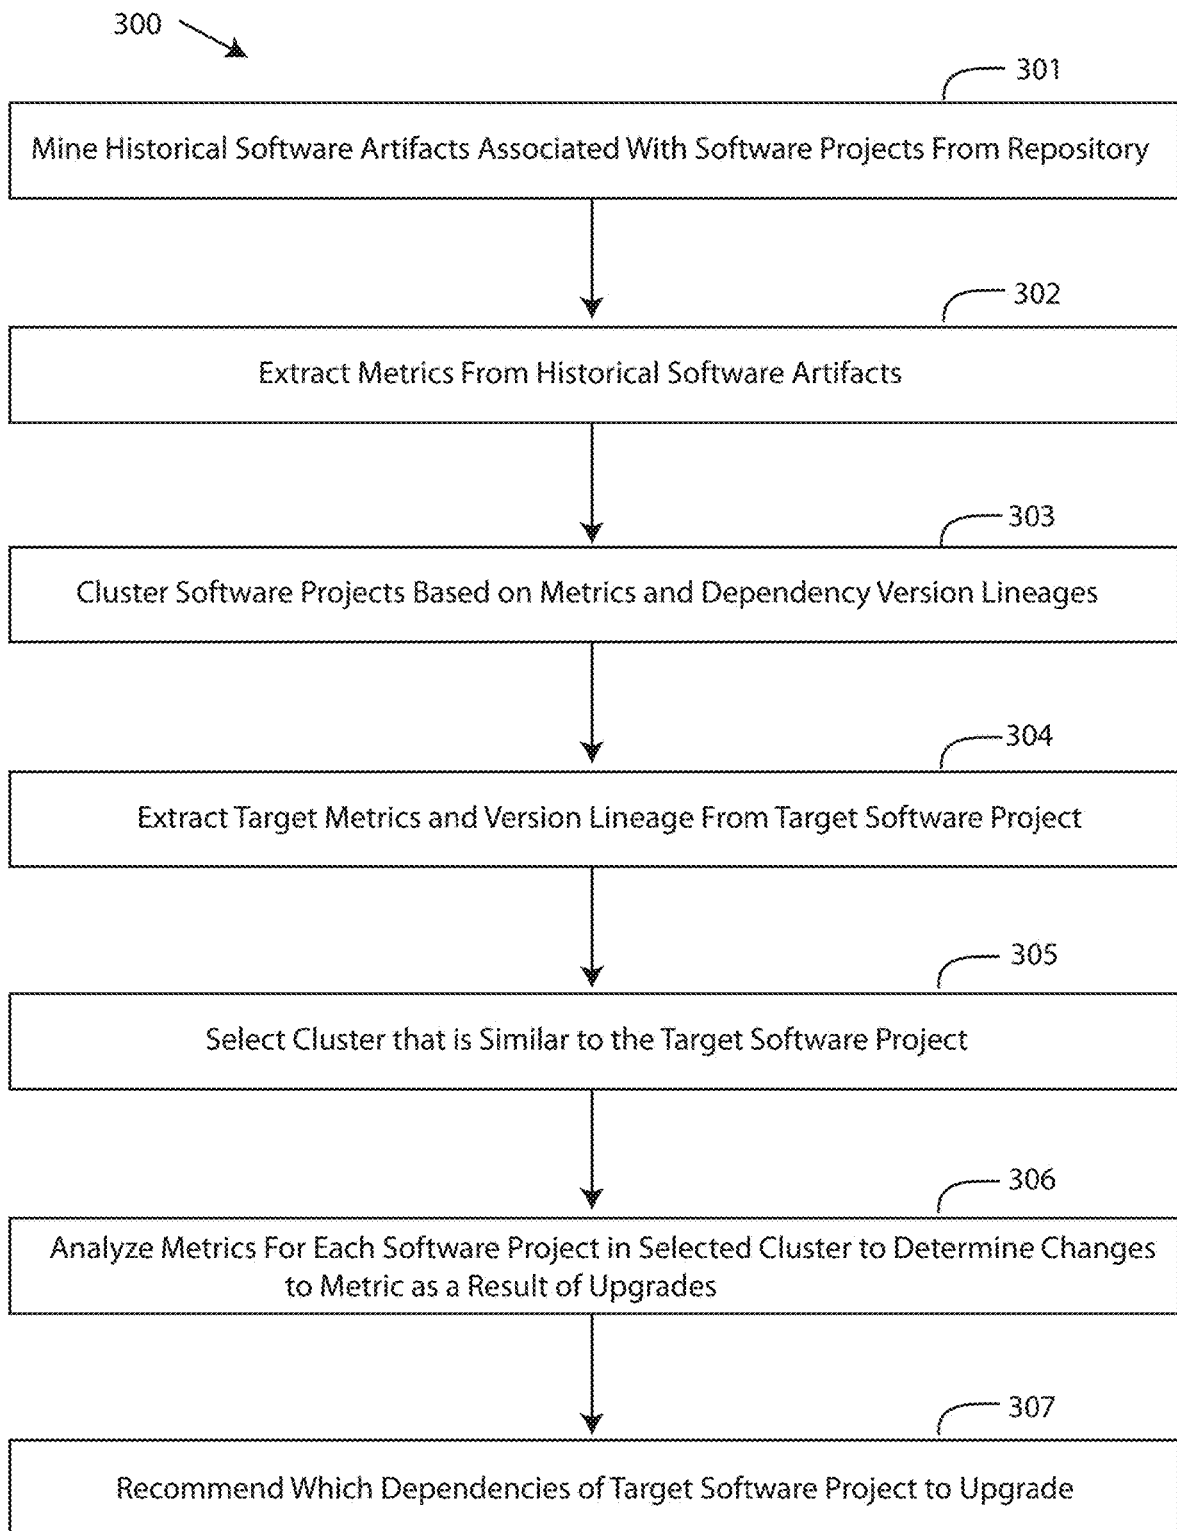 300
301
Mine Historical Software Artifacts Associated With Software Projects From Repository
302
Extract Metrics From Historical Software Artifacts
303
Cluster Software Projects Based on Metrics and Dependency Version Lineages
304
Extract Target Metrics and Version Lineage From Target Software Project
305
Select Cluster that is Similar to the Target Software Project
306
Analyze Metrics For Each Software Project in Selected Cluster to Determine Changes
to Metric as a Result of Upgrades
307
Recommend Which Dependencies of Target Software Project to Upgrade